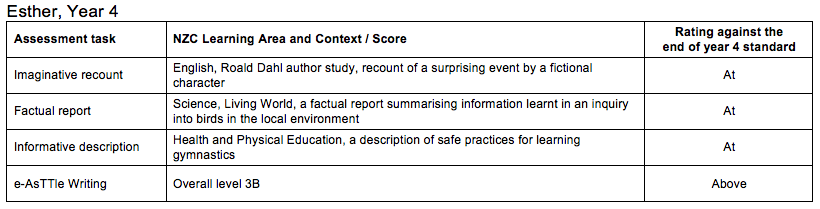 Esther, Year 4
Assessment task
NZC Learning Area and Context / Score
Rating against the
end of year 4 standard
Imaginative recount
English, Roald Dahl author study, recount of a surprising event by a fictional
character
At
Factual report
Science, Living World, a factual report summarising information learnt in an inquiry
into birds in the local environment
At
Informative description
Health and Physical Education, a description of safe practices for learning
gymnastics
At
e-AsTTle Writing
Overall level 3B
Above